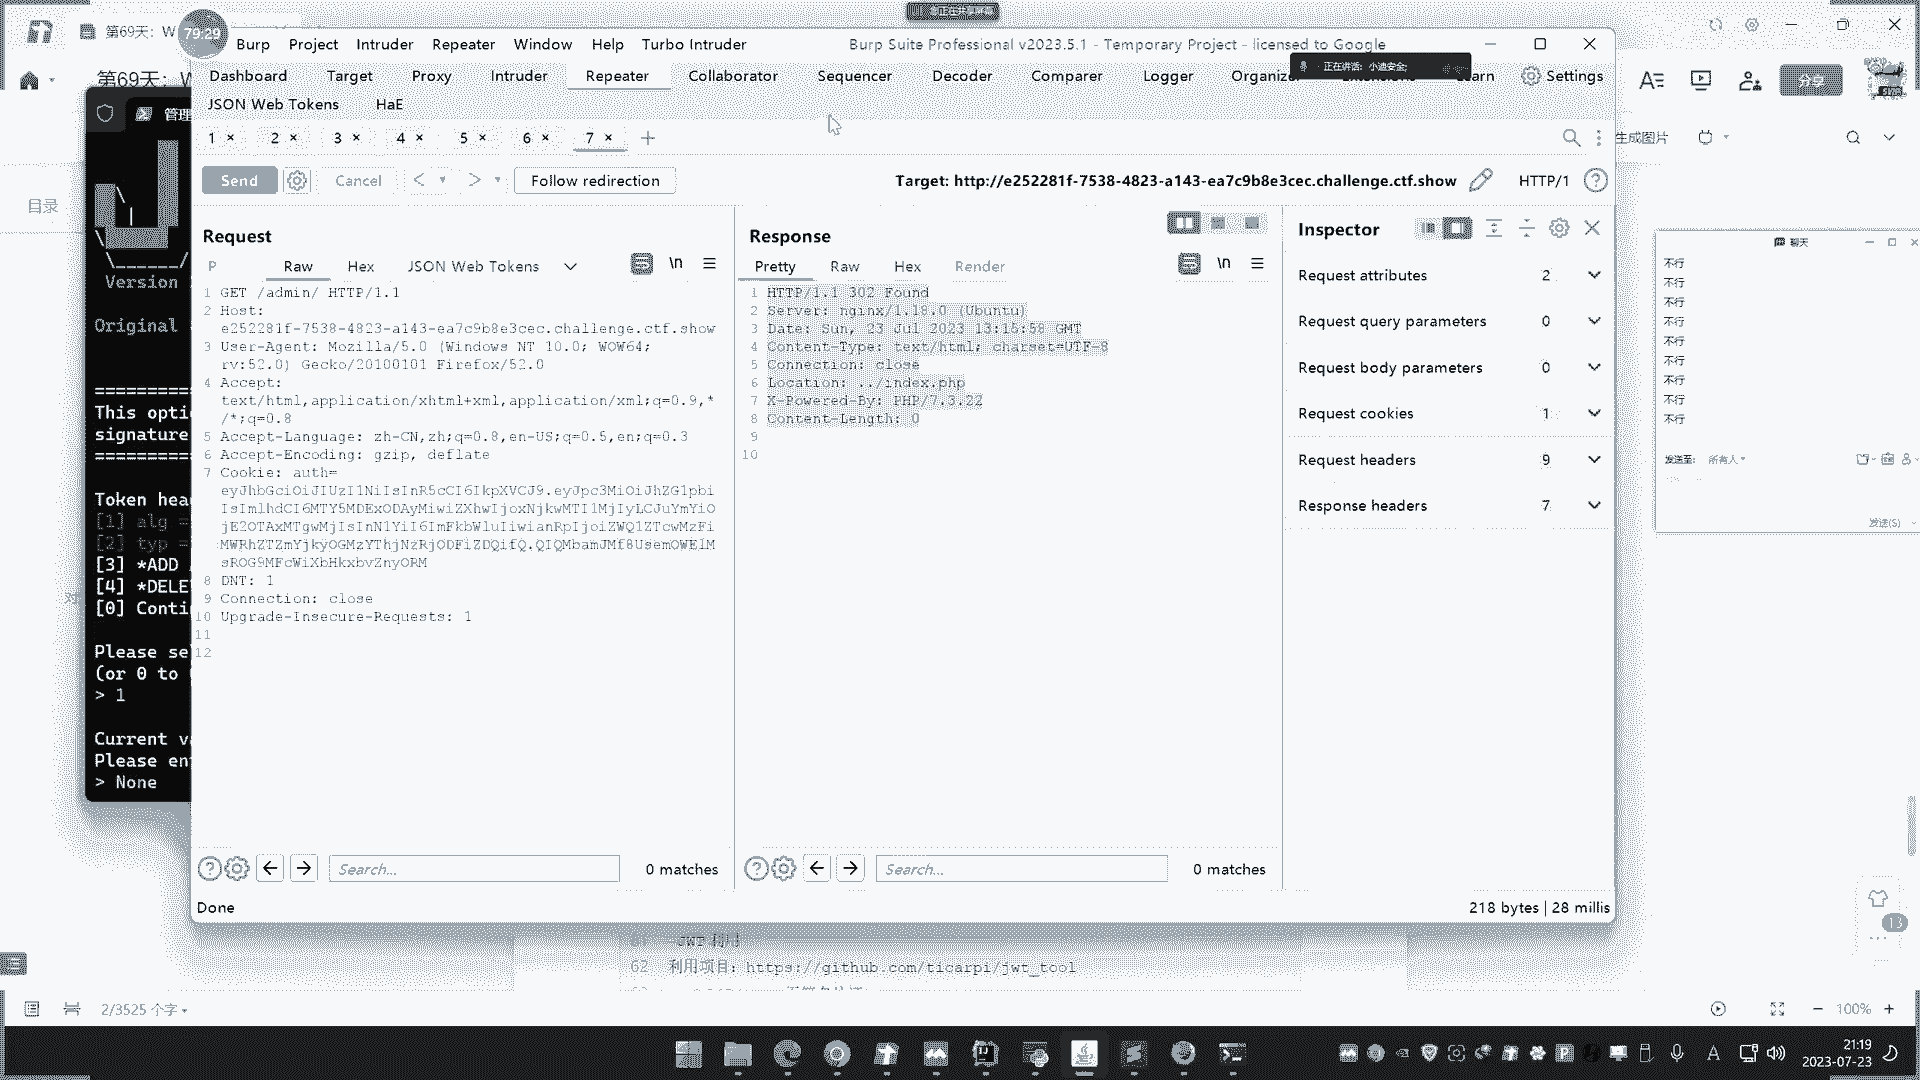 第69天：W
79:29
Burp Project Intruder Repeater Window Help Turbo Intruder
Burp Suite Professional v2023.5.1 - Temporary Project - licensed to Google
第69天：W
正在讲话: 小迪安全;
Dashboard Target Proxy Intruder Repeater Collaborator Sequencer Decoder Comparer Logger Organize Settings
分享
JSON Web Tokens HaE
1 × 2 × 3 × 4 × 5 × 6 × 7 × +
生成图片
Send Cancel < > Follow redirection
Target: http://e252281f-7538-4823-a143-ea7c9b8e3cec.challenge.ctf.show HTTP/1
目录
Request
P Raw Hex JSON Web Tokens \n
1 GET /admin/ HTTP/1.1
2 Host:
e252281f-7538-4823-a143-ea7c9b8e3cec.challenge.ctf.show
3 User-Agent: Mozilla/5.0 (Windows NT 10.0; WOW64;
rv:52.0) Gecko/20100101 Firefox/52.0
4 Accept:
text/html,application/xhtml+xml,application/xml;q=0.9,*
/*;q=0.8
5 Accept-Language: zh-CN,zh;q=0.8,en-US;q=0.5,en;q=0.3
6 Accept-Encoding: gzip, deflate
7 Cookie: auth=
8 DNT: 1
9 Connection: close
10 Upgrade-Insecure-Requests: 1
11
12
Search... 0 matches
Response
Pretty Raw Hex Render \n
1 HTTP/1.1 302 Found
2 Server: nginx/1.18.0 (Ubuntu)
3 Date: Sun, 23 Jul 2023 13:15:58 GMT
4 Content-Type: text/html; charset=UTF-8
5 Connection: close
6 Location: ../index.php
7 X-Powered-By: PHP/7.3.22
8 Content-Length: 0
9
10
Search... 0 matches
Inspector
Request attributes 2
Request query parameters 0
Request body parameters 0
Request cookies 1
Request headers 9
Response headers 7
Done
218 bytes | 28 millis
管理
Version
Original
This opti
signature
Token hea
[1] alg =
[2] typ =
[3] *ADD
[4] *DELE
[0] Conti
Please se
(or 0 to
> 1
Current v
Please en
> None
聊天
不行
不行
不行
不行
不行
不行
不行
不行
不行
发送至: 所有人
发送(S)
62 利用项目：https://github.com/ticarpi/jwt_tool
13
2/3525 个字
100%
21:19
2023-07-23